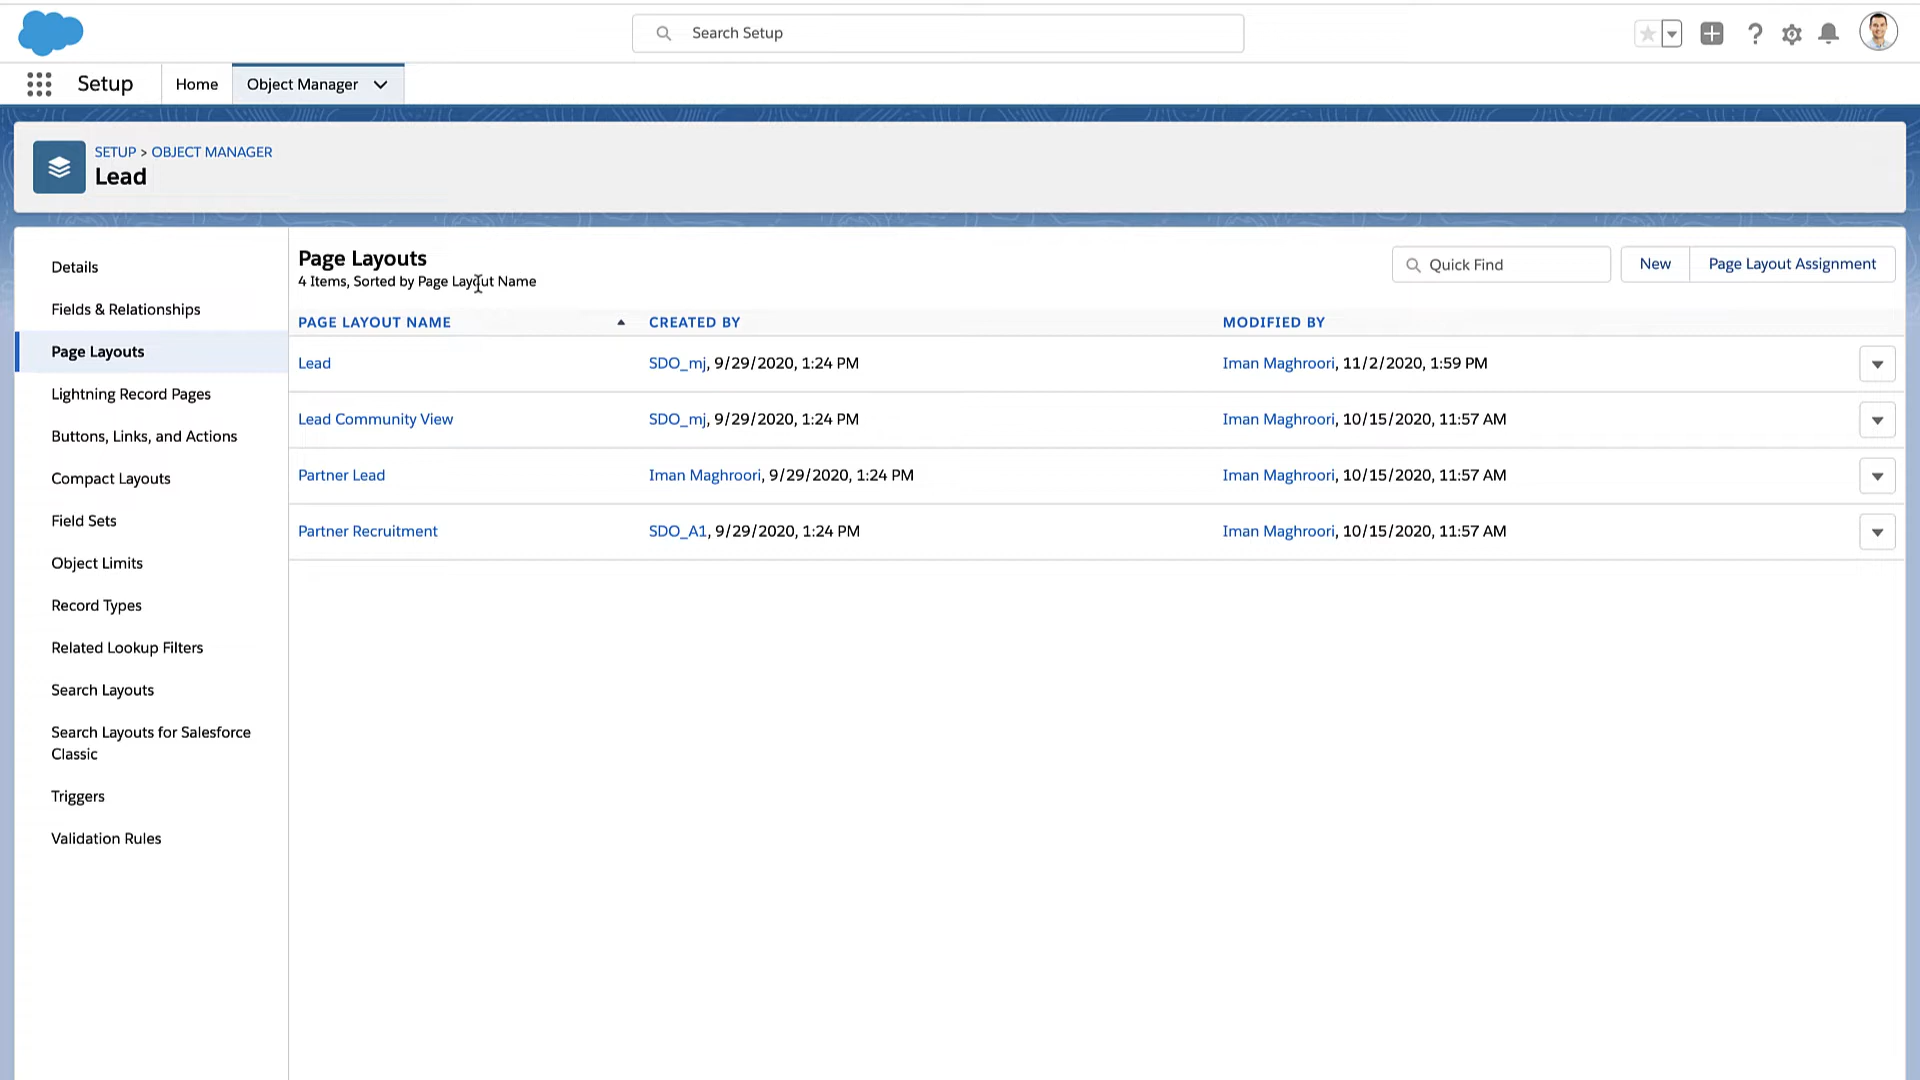 Search Setup
Setup
Home
Object Manager
SETUP > OBJECT MANAGER
Lead
Details
Fields & Relationships
Page Layouts
Lightning Record Pages
Buttons, Links, and Actions
Compact Layouts
Field Sets
Object Limits
Record Types
Related Lookup Filters
Search Layouts
Search Layouts for Salesforce
Classic
Triggers
Validation Rules
Page Layouts
4 Items, Sorted by Page Layout Name
Quick Find
New
Page Layout Assignment
PAGE LAYOUT NAME CREATED BY MODIFIED BY
Lead SDO_mj, 9/29/2020, 1:24 PM Iman Maghroori, 11/2/2020, 1:59 PM
Lead Community View SDO_mj, 9/29/2020, 1:24 PM Iman Maghroori, 10/15/2020, 11:57 AM
Partner Lead Iman Maghroori, 9/29/2020, 1:24 PM Iman Maghroori, 10/15/2020, 11:57 AM
Partner Recruitment SDO_A1, 9/29/2020, 1:24 PM Iman Maghroori, 10/15/2020, 11:57 AM